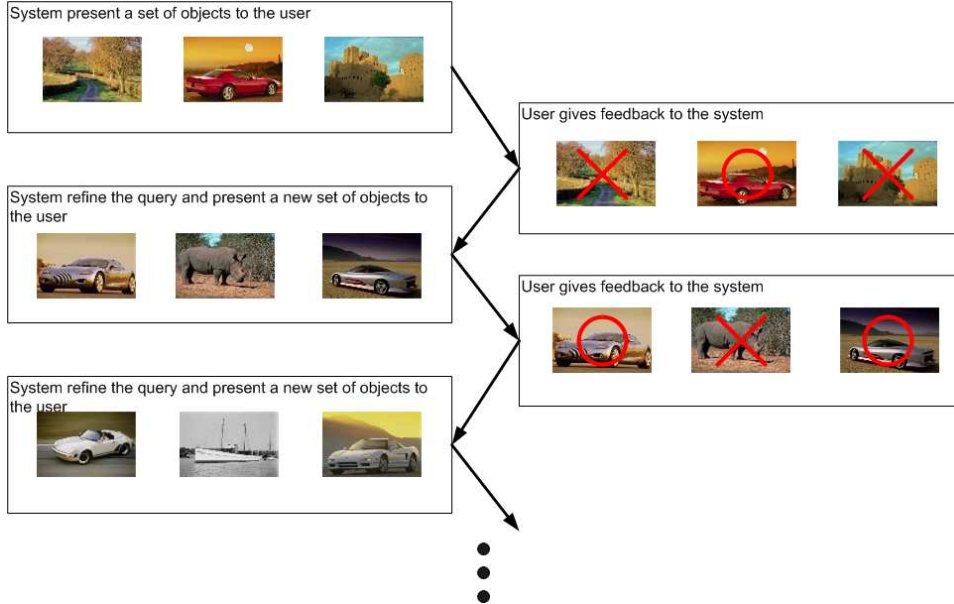 System present a set of objects to the user
User gives feedback to the system
System refine the query and present a new set of objects to
the user
User gives feedback to the system
System refine the query and present a new set of objects to
the user